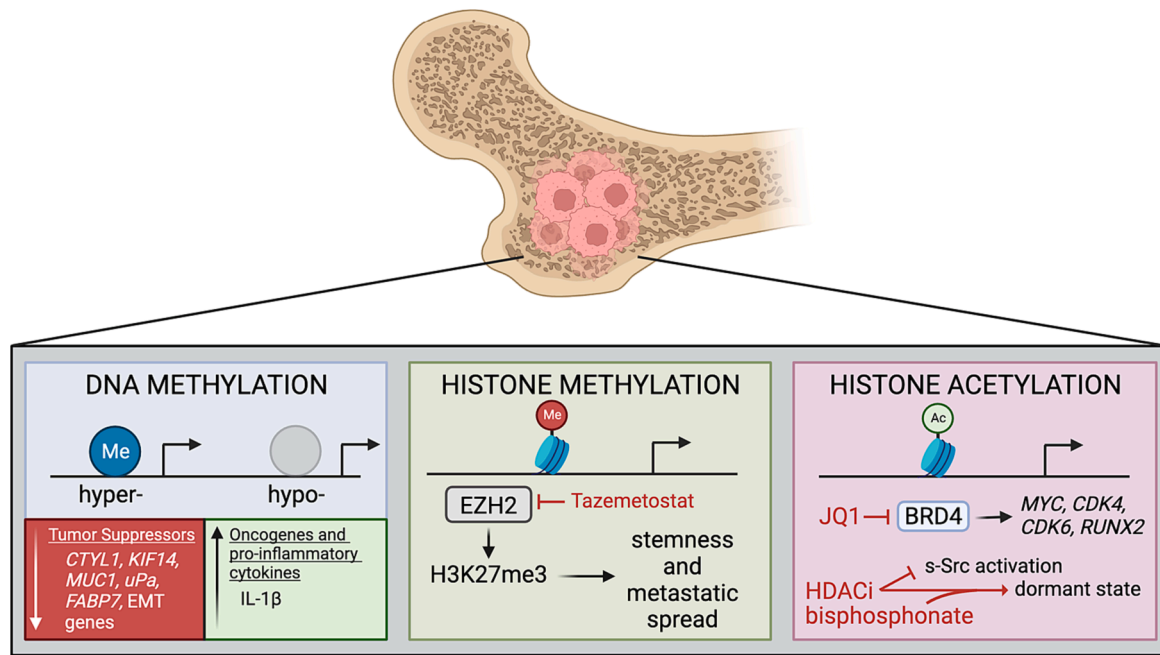 DNA METHYLATION
Me
hyper-
hypo-
Tumor Suppressors
CTYL1, KIF14,
MUC1, uPa,
FABP7, EMT
genes
Oncogenes and
pro-inflammatory
cytokines
IL-1β
HISTONE METHYLATION
Me
EZH2
Tazemetostat
H3K27me3
stemness
and
metastatic
spread
HISTONE ACETYLATION
Ac
JQ1
BRD4
MYC, CDK4,
CDK6, RUNX2
s-Src activation
HDACi
dormant state
bisphosphonate